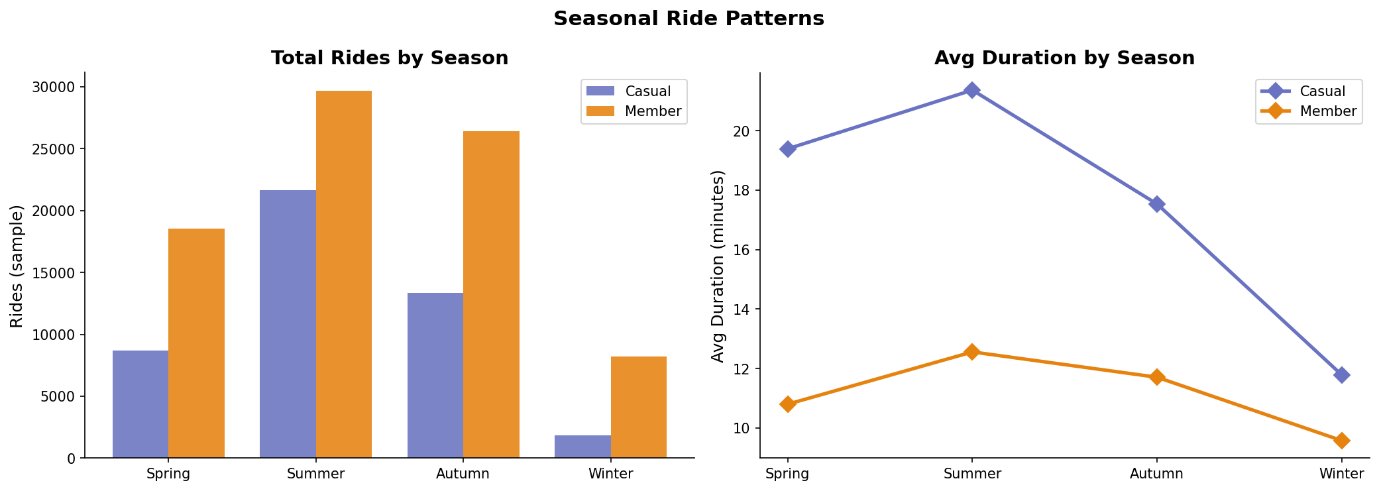 Seasonal Ride Patterns
Total Rides by Season
Rides (sample)
30000
25000
20000
15000
10000
5000
0
Spring
Summer
Autumn
Winter
Casual
Member
Avg Duration by Season
Avg Duration (minutes)
20
18
16
14
12
10
Spring
Summer
Autumn
Winter
Casual
Member